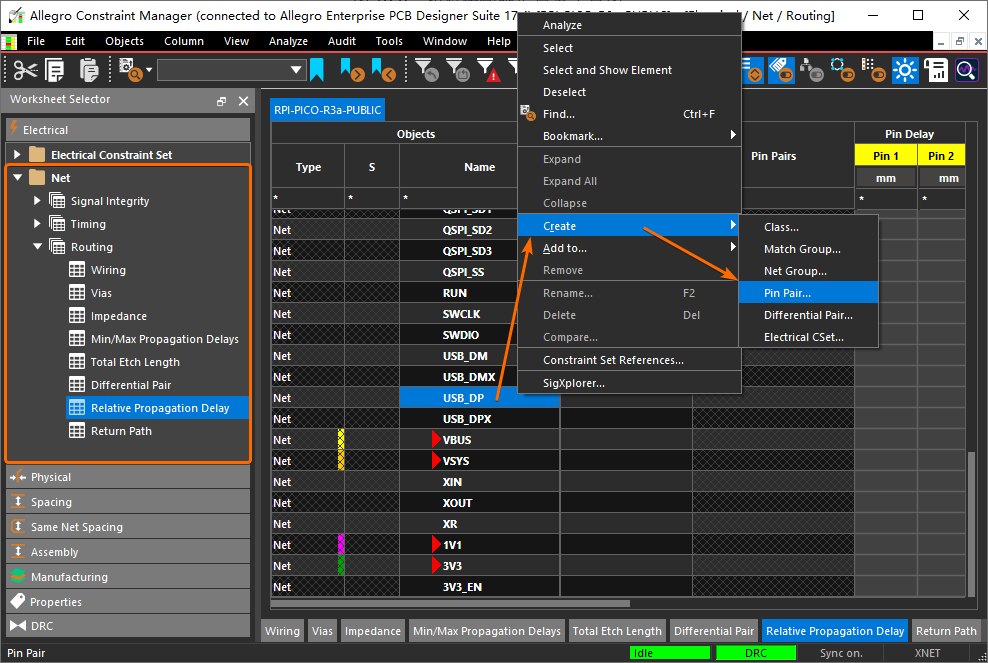 Allegro Constraint Manager (connected to Allegro Enterprise PCB Designer Suite 17
/ Net / Routing]
File Edit Objects Column View Analyze Audit Tools Window Help
Worksheet Selector
Electrical
Electrical Constraint Set
Net
Signal Integrity
Timing
Routing
Wiring
Vias
Impedance
Min/Max Propagation Delays
Total Etch Length
Differential Pair
Relative Propagation Delay
Return Path
Physical
Spacing
Same Net Spacing
Assembly
Manufacturing
Properties
DRC
RPI-PICO-R3a-PUBLIC
Objects
Pin Pairs
Pin Delay
Type S Name
Pin 1 Pin 2
mm mm
* * * * *
Net QSPI_SD1
Net QSPI_SD2
Net QSPI_SD3
Net QSPI_SS
Net RUN
Net SWCLK
Net SWDIO
Net USB_DM
Net USB_DMX
Net USB_DP
Net USB_DPX
Net VBUS
Net VSYS
Net XIN
Net XOUT
Net XR
Net 1V1
Net 3V3
Net 3V3_EN
Analyze
Select
Select and Show Element
Deselect
Find... Ctrl+F
Bookmark...
Expand
Expand All
Collapse
Create
Add to...
Remove
Rename... F2
Delete Del
Compare...
Constraint Set References...
SigXplorer...
Class...
Match Group...
Net Group...
Pin Pair...
Differential Pair...
Electrical CSet...
Wiring Vias Impedance Min/Max Propagation Delays Total Etch Length Differential Pair Relative Propagation Delay Return Path
Pin Pair Idle DRC Sync on. XNET